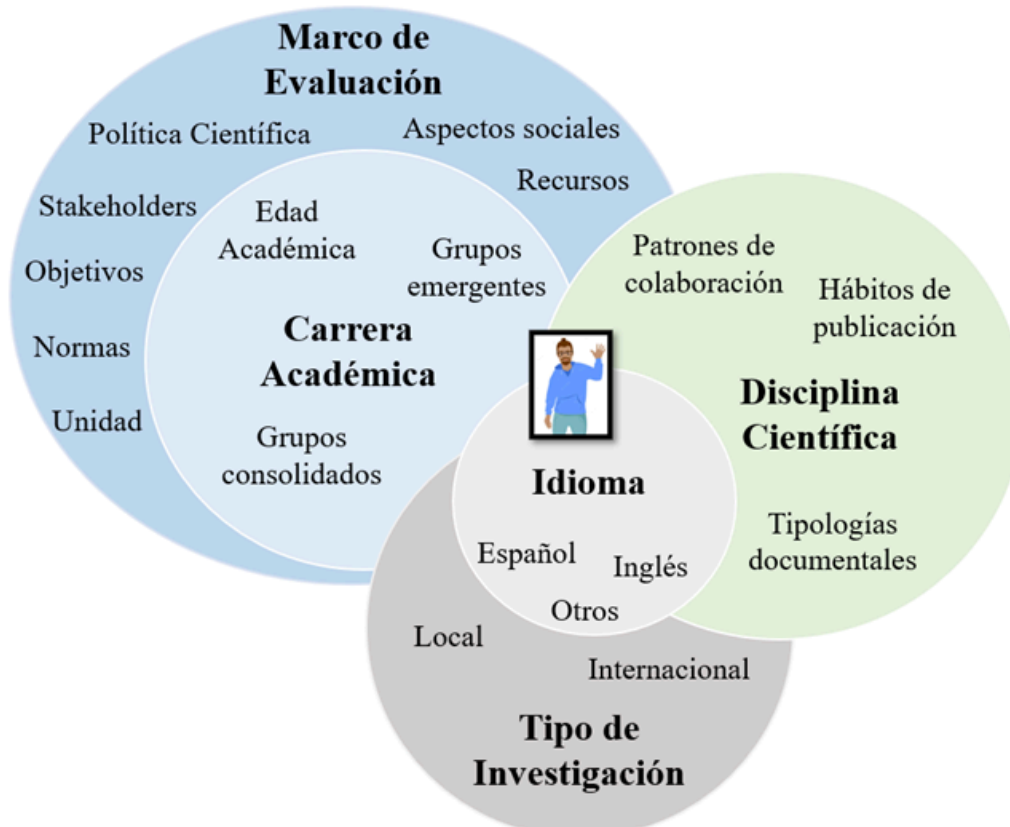 Marco de
Evaluación
Política Científica
Aspectos sociales
Recursos
Stakeholders
Objetivos
Normas
Unidad
Edad
Académica
Grupos
emergentes
Carrera
Académica
Grupos
consolidados
Patrones de
colaboración
Hábitos de
publicación
Disciplina
Científica
Tipologías
documentales
Idioma
Español
Inglés
Otros
Local
Internacional
Tipo de
Investigación